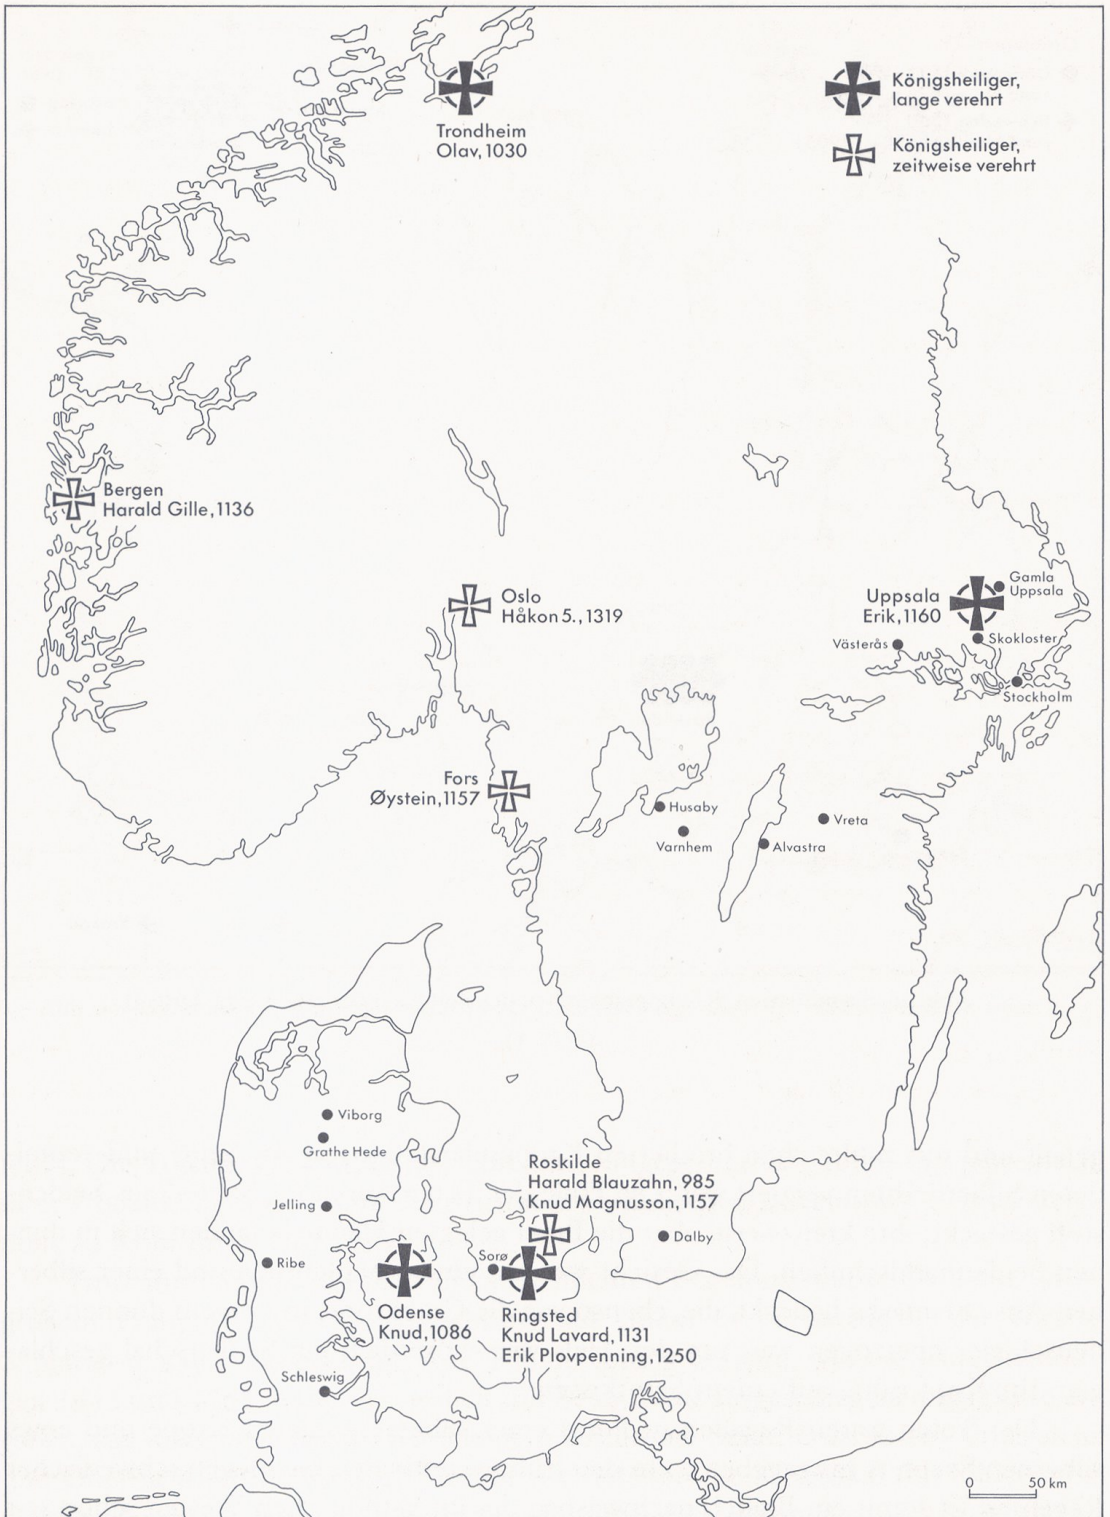 Königsheiliger,
lange verehrt
Königsheiliger,
zeitweise verehrt
Trondheim
Olav, 1030
Bergen
Harald Gille, 1136
Oslo
Håkon 5., 1319
Uppsala
Erik, 1160
Gamla
Uppsala
Skokloster
Västerås
Stockholm
Fors
Øystein, 1157
Husaby
Varnhem
Vreta
Alvastra
Viborg
Grathe Hede
Jelling
Ribe
Roskilde
Harald Blauzahn, 985
Knud Magnusson, 1157
Dalby
Sorø
Odense
Knud, 1086
Ringsted
Knud Lavard, 1131
Erik Plovpenning, 1250
Schleswig
0 50 km